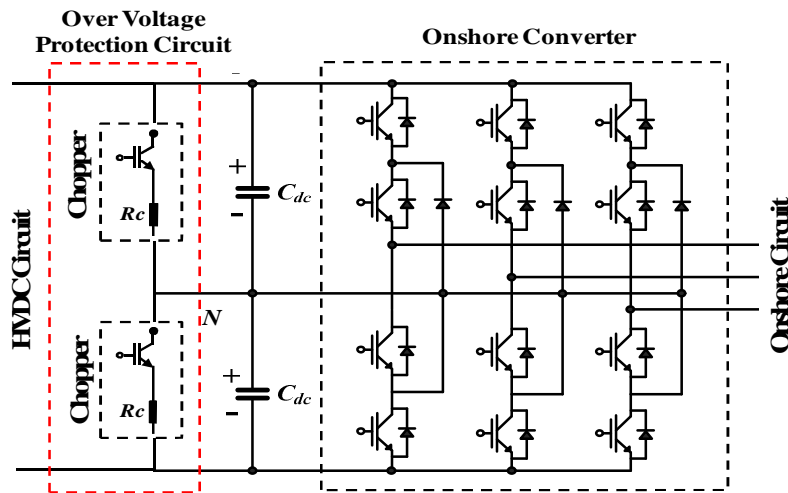 Over Voltage
Protection Circuit
Onshore Converter
HVDC Circuit
Chopper
Rc
+
-
Cdc
N
Chopper
Rc
+
-
Cdc
Onshore Circuit